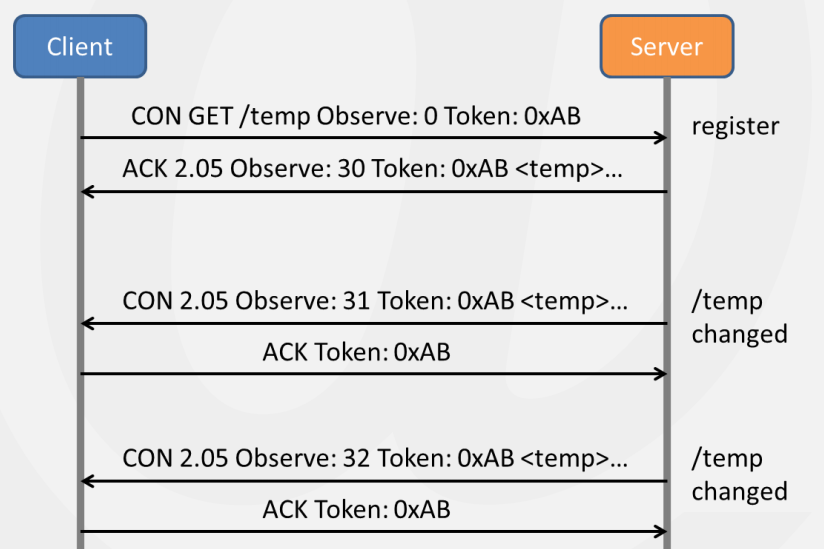 Client
Server
CON GET /temp Observe: 0 Token: 0xAB
register
ACK 2.05 Observe: 30 Token: 0xAB <temp>...
CON 2.05 Observe: 31 Token: 0xAB <temp>...
/temp
changed
ACK Token: 0xAB
CON 2.05 Observe: 32 Token: 0xAB <temp>...
/temp
changed
ACK Token: 0xAB